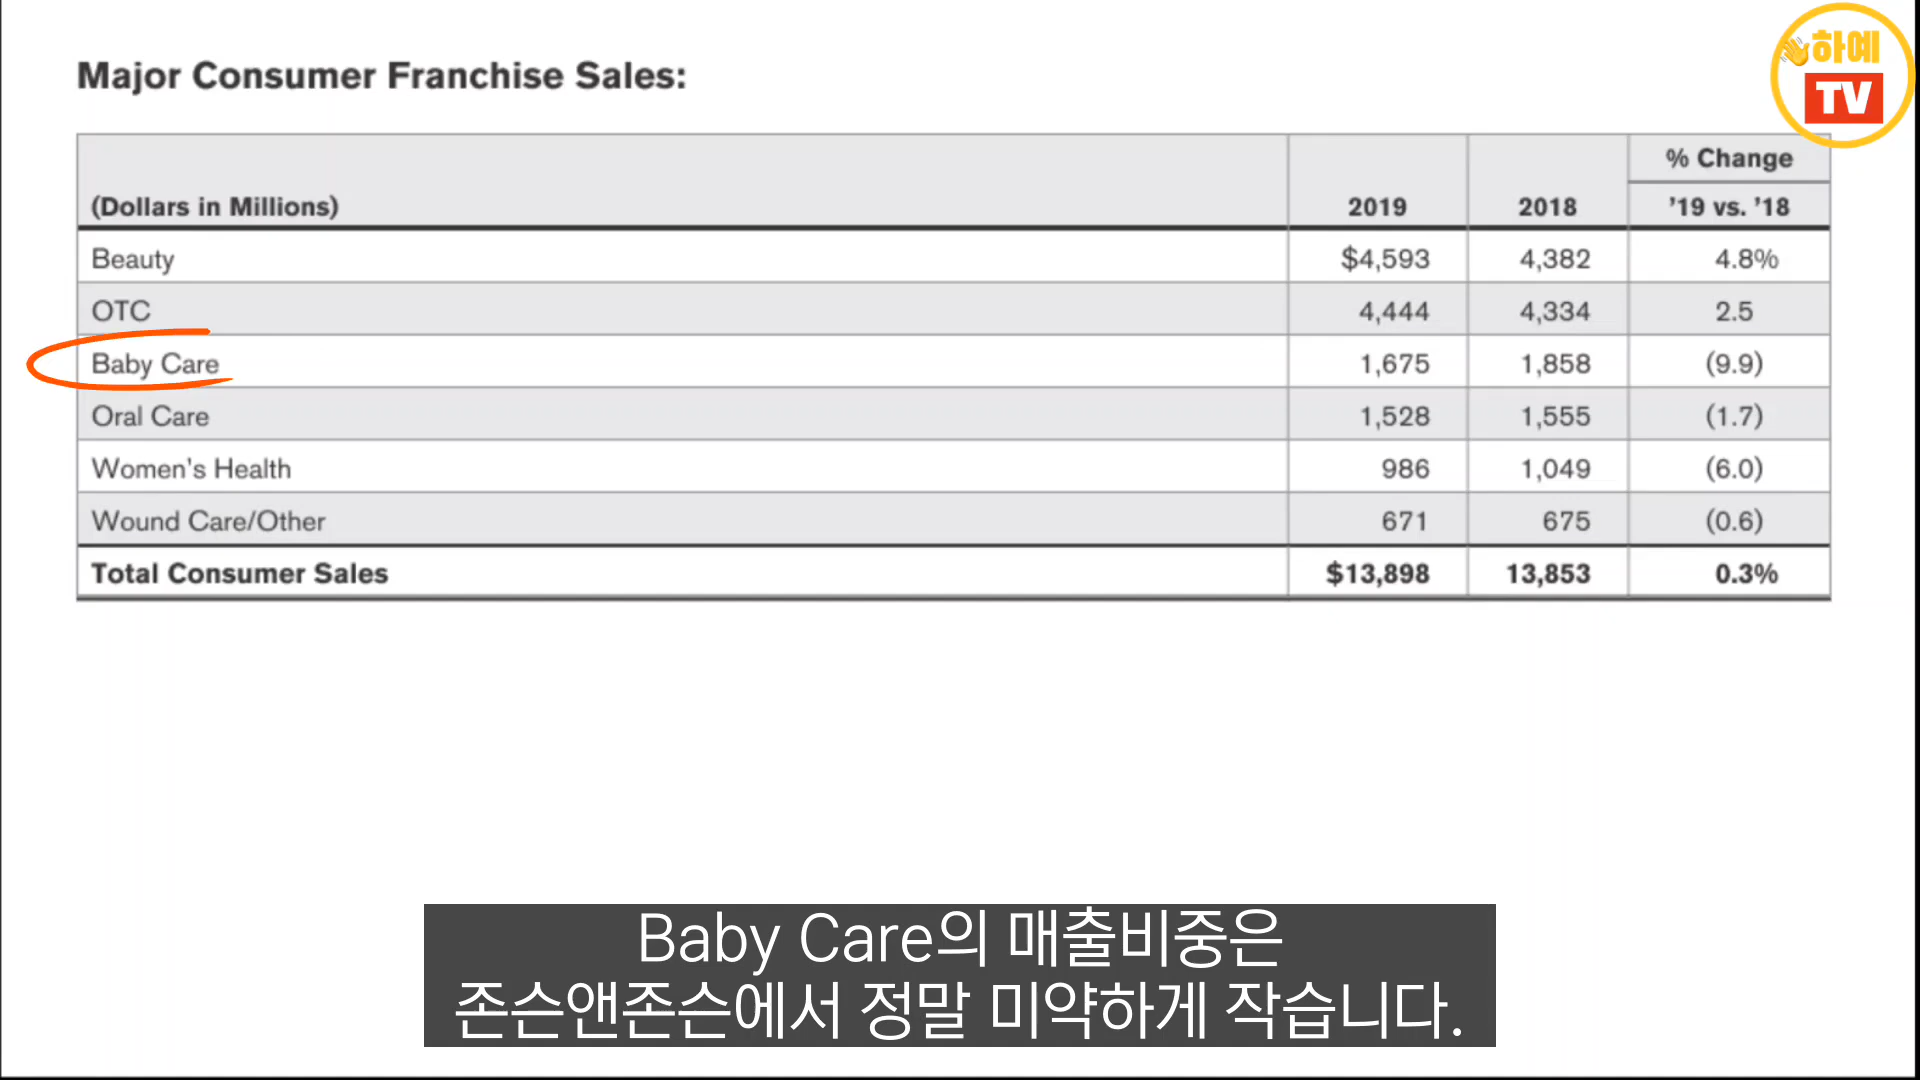 하예
TV
Major Consumer Franchise Sales:
% Change
(Dollars in Millions) 2019 2018 ’19 vs. ’18
Beauty $4,593 4,382 4.8%
OTC 4,444 4,334 2.5
Baby Care 1,675 1,858 (9.9)
Oral Care 1,528 1,555 (1.7)
Women’s Health 986 1,049 (6.0)
Wound Care/Other 671 675 (0.6)
Total Consumer Sales $13,898 13,853 0.3%
Baby Care의 매출비중은
존슨앤존슨에서 정말 미약하게 작습니다.